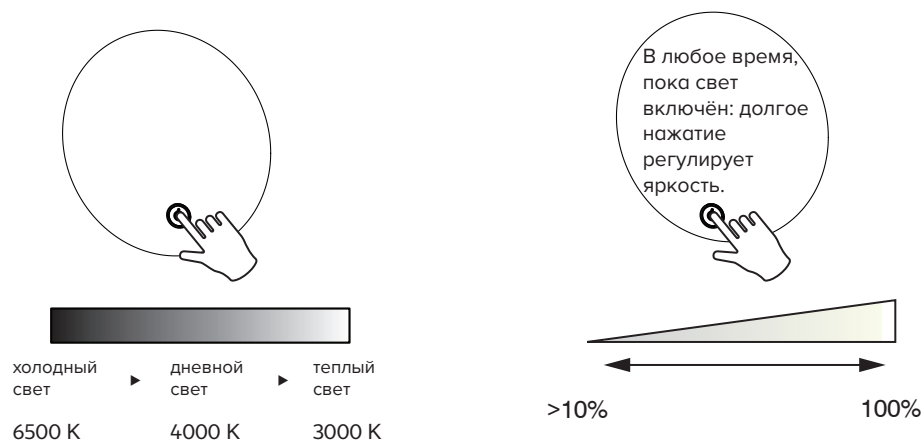 В любое время,
пока свет
включён: долгое
нажатие
регулирует
яркость.
холодный
свет
дневной
свет
теплый
свет
6500 K
4000 K
3000 K
>10%
100%